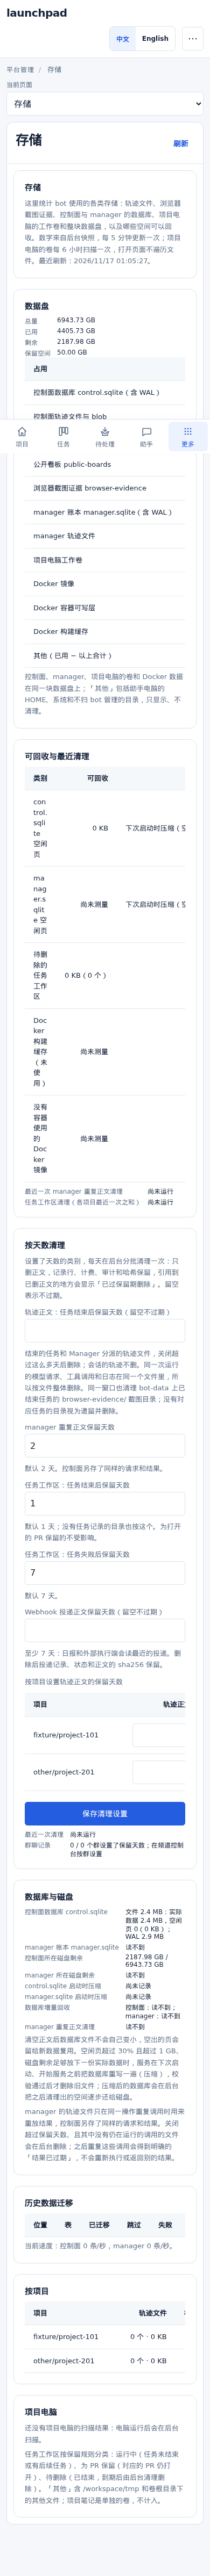 launchpad
中文 English ···
平台管理 / 存储
当前页面
存储
存储 刷新
存储
这里统计 bot 使用的各类存储：轨迹文件、浏览器
截图证据、控制面与 manager 的数据库、项目电
脑的工作卷和整块数据盘，以及哪些空间可以回
收。数字来自后台快照，每 5 分钟更新一次；项目
电脑的卷每 6 小时扫描一次，打开页面不遍历文
件。最近刷新：2026/11/17 01:05:27。
数据盘
总量 6943.73 GB
已用 4405.73 GB
剩余 2187.98 GB
保留空间 50.00 GB
占用
控制面数据库 control.sqlite（含 WAL）
控制面轨迹文件与 blob
项目 任务 待处理 助手 更多
公开看板 public-boards
浏览器截图证据 browser-evidence
manager 账本 manager.sqlite（含 WAL）
manager 轨迹文件
项目电脑工作卷
Docker 镜像
Docker 容器可写层
Docker 构建缓存
其他（已用 − 以上合计）
控制面、manager、项目电脑的卷和 Docker 数据
在同一块数据盘上；「其他」包括助手电脑的
HOME、系统和不归 bot 管理的目录，只显示、不
清理。
可回收与最近清理
类别 可回收
con
trol.
sqli
te
空闲
页
0 KB 下次启动时压缩（空
ma
nag
er.s
qlit
e 空
闲页
尚未测量 下次启动时压缩（空
待删
除的
任务
工作
区
0 KB（0 个）
Doc
ker
构建
缓存
（未
使
用）
尚未测量
没有
容器
使用
的
Doc
ker
镜像
尚未测量
最近一次 manager 重复正文清理 尚未运行
任务工作区清理（各项目最近一次之和） 尚未运行
按天数清理
设置了天数的类别，每天在后台分批清理一次：只
删正文，记录行、计费、审计和哈希保留，引用到
已删正文的地方会显示「已过保留期删除」。留空
表示不过期。
轨迹正文：任务结束后保留天数（留空不过期）
结束的任务和 Manager 分派的轨迹文件，关闭超
过这么多天后删除；会话的轨迹不删。同一次运行
的模型请求、工具调用和日志在同一个文件里，所
以按文件整体删除。同一窗口也清理 bot-data 上已
结束任务的 browser-evidence/ 截图目录；没有对
应任务的目录视为遗留并删除。
manager 重复正文保留天数
2
默认 2 天。控制面另存了同样的请求和结果。
任务工作区：任务结束后保留天数
1
默认 1 天；没有任务记录的目录也按这个。为打开
的 PR 保留的不受影响。
任务工作区：任务失败后保留天数
7
默认 7 天。
Webhook 投递正文保留天数（留空不过期）
至少 7 天：日报和外部执行端会读最近的投递。删
除后投递记录、状态和正文的 sha256 保留。
按项目设置轨迹正文的保留天数
项目 轨迹正文
fixture/project-101
other/project-201
保存清理设置
最近一次清理 尚未运行
群聊记录 0 / 0 个群设置了保留天数；在频道控制
台按群设置
数据库与磁盘
控制面数据库 control.sqlite 文件 2.4 MB：实际
数据 2.4 MB，空闲
页 0（0 KB）；
WAL 2.9 MB
manager 账本 manager.sqlite 读不到
控制面所在磁盘剩余 2187.98 GB /
6943.73 GB
manager 所在磁盘剩余 读不到
control.sqlite 启动时压缩 尚未记录
manager.sqlite 启动时压缩 尚未记录
数据库增量回收 控制面：读不到；
manager：读不到
manager 重复正文清理 读不到
清空正文后数据库文件不会自己变小，空出的页会
留给新数据复用。空闲页超过 30% 且超过 1 GB、
磁盘剩余足够放下一份实际数据时，服务在下次启
动、开始服务之前把数据库重写一遍（压缩），校
验通过后才删除旧文件；压缩后的数据库会在后台
把之后清理出的空间逐步还给磁盘。
manager 的轨迹文件只在同一操作重复调用时用来
重放结果，控制面另存了同样的请求和结果。关闭
超过保留天数、且其中没有仍在运行的调用的文件
会在后台删除；之后重复这些调用会得到明确的
「结果已过期」，不会重新执行或返回别的结果。
历史数据迁移
位置 表 已迁移 跳过 失败
当前速度：控制面 0 条/秒，manager 0 条/秒。
按项目
项目 轨迹文件
fixture/project-101 0 个 · 0 KB
other/project-201 0 个 · 0 KB
项目电脑
还没有项目电脑的扫描结果：电脑运行后会在后台
扫描。
任务工作区按保留规则分类：运行中（任务未结束
或有后续任务）、为 PR 保留（对应的 PR 仍打
开）、待删除（已结束，到期后由后台清理删
除）。「其他」含 /workspace/tmp 和卷根目录下
的其他文件；项目笔记是单独的卷，不计入。